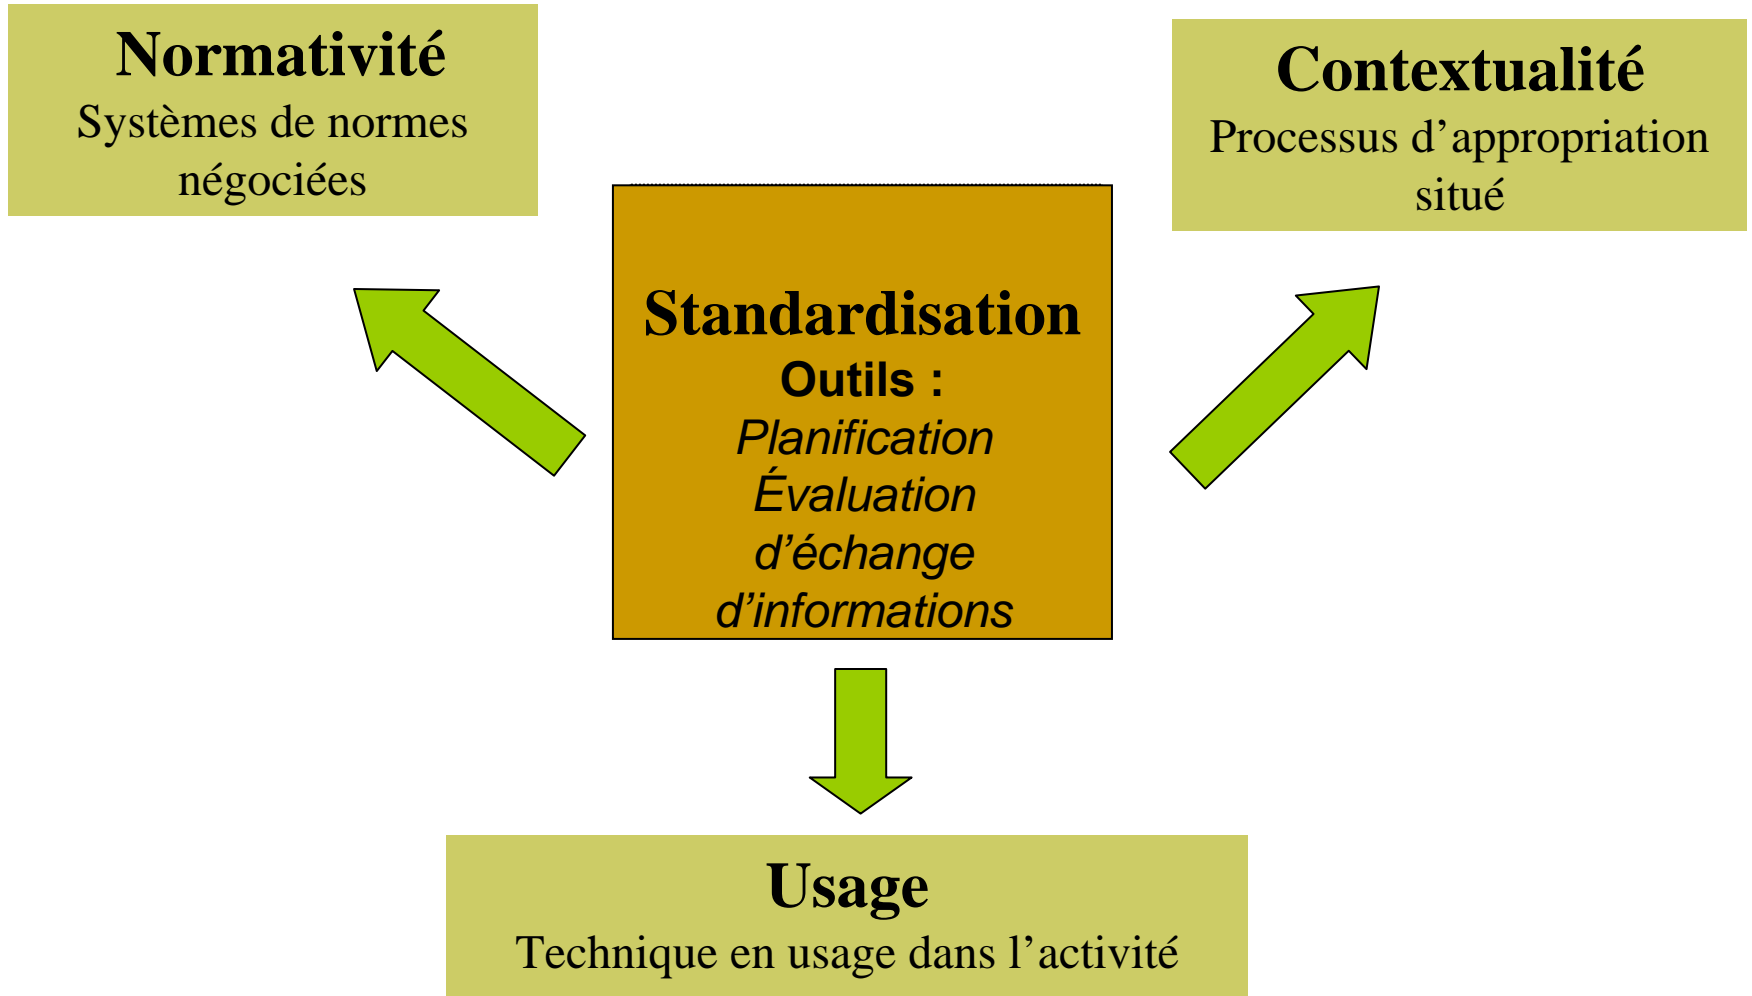 Normativité
Systèmes de normes
négociées
Contextualité
Processus d’appropriation
situé
Standardisation
Outils :
Planification
Évaluation
d’échange
d’informations
Usage
Technique en usage dans l’activité